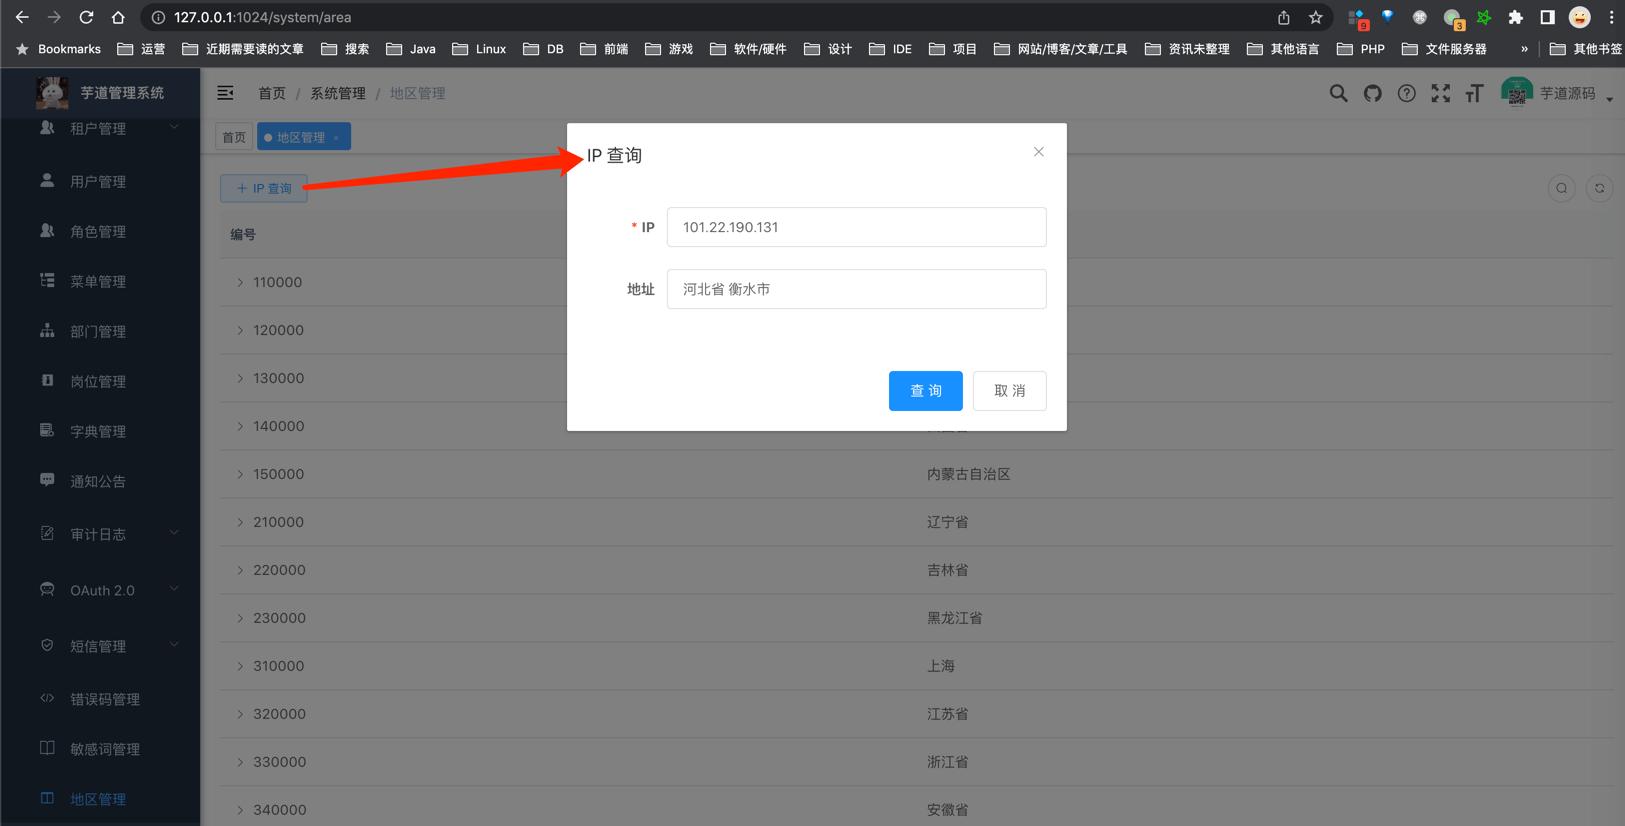 127.0.0.1:1024/system/area
9
3
Bookmarks 运营 近期需要读的文章 搜索 Java Linux DB 前端 游戏 软件/硬件 设计 IDE 项目 网站/博客/文章/工具 资讯未整理 其他语言 PHP 文件服务器 » 其他书签
芋道管理系统
首页 / 系统管理 / 地区管理
芋道源码
租户管理
用户管理
角色管理
菜单管理
部门管理
岗位管理
字典管理
通知公告
审计日志
OAuth 2.0
短信管理
错误码管理
敏感词管理
地区管理
首页
地区管理 ×
+ IP 查询
IP 查询
* IP 101.22.190.131
地址 河北省 衡水市
查 询 取 消
编号
110000
120000
130000
140000
150000 内蒙古自治区
210000 辽宁省
220000 吉林省
230000 黑龙江省
310000 上海
320000 江苏省
330000 浙江省
340000 安徽省